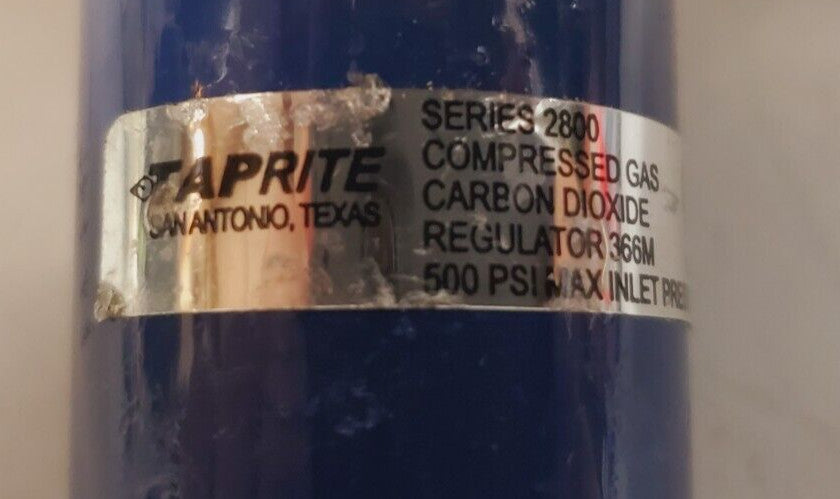 TAPRITE
SAN ANTONIO, TEXAS
SERIES 2800
COMPRESSED GAS
CARBON DIOXIDE
REGULATOR 366M
500 PSI MAX INLET